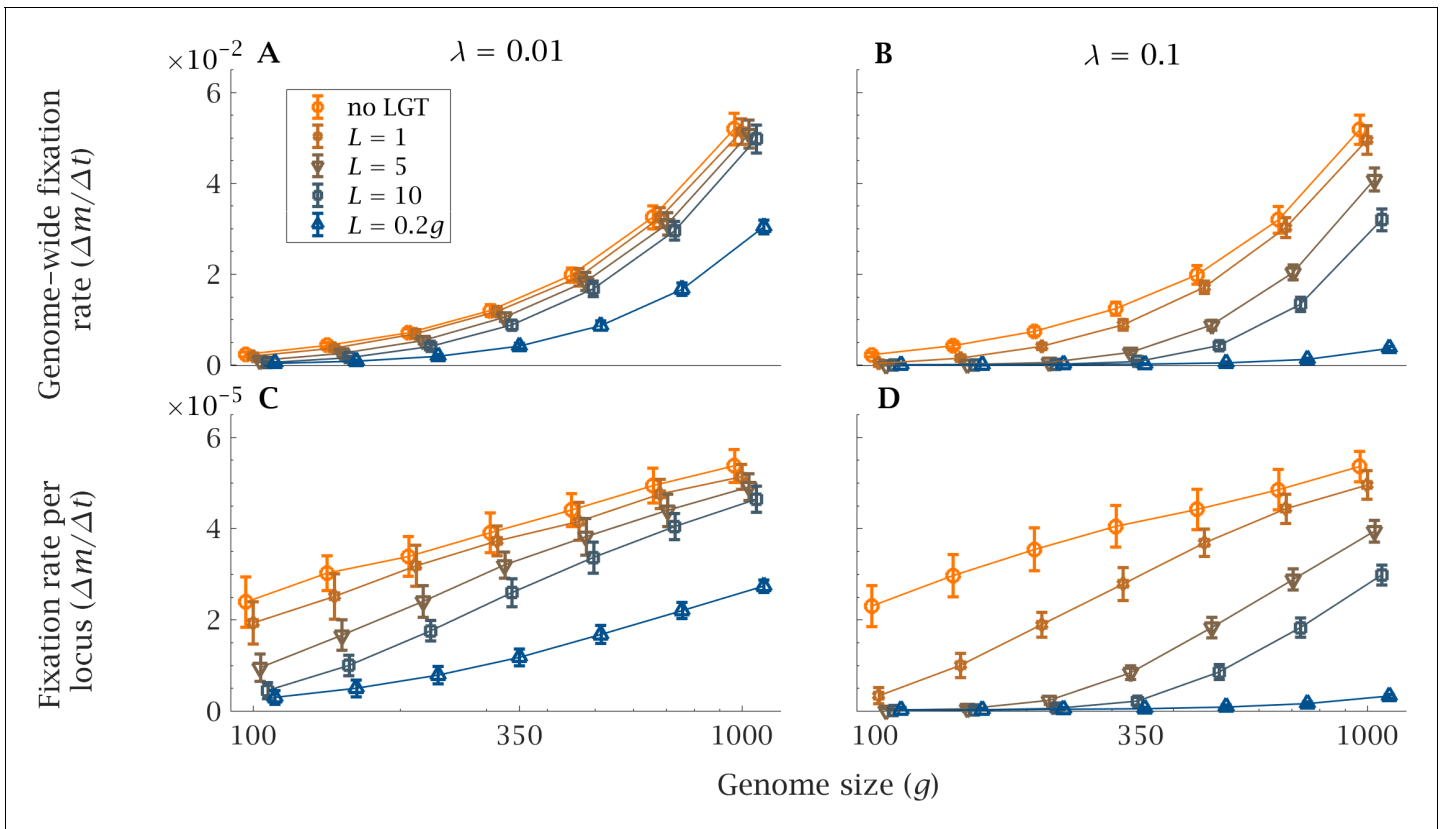 A
λ = 0.01
B
λ = 0.1
×10−2
6
4
2
0
no LGT
L = 1
L = 5
L = 10
L = 0.2g
Genome-wide fixation
rate (Δm/Δt)
C
D
×10−5
6
4
2
0
Fixation rate per
locus (Δm/Δt)
100 350 1000
100 350 1000
Genome size (g)